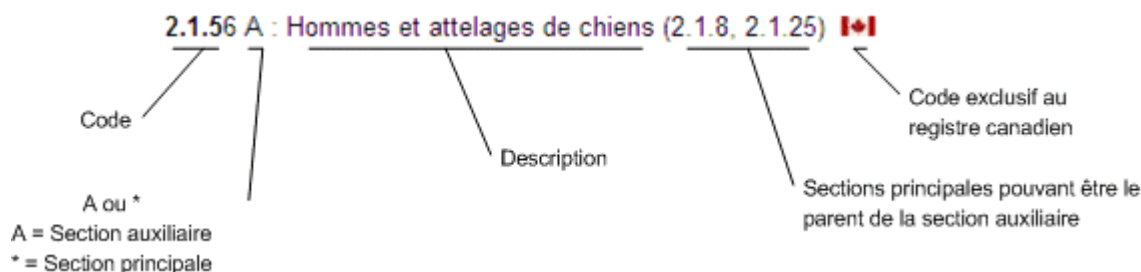 2.1.56 A : Hommes et attelages de chiens (2.1.8, 2.1.25)
Code
A ou *
A = Section auxiliaire
* = Section principale
Description
Code exclusif au
registre canadien
Sections principales pouvant être le
parent de la section auxiliaire